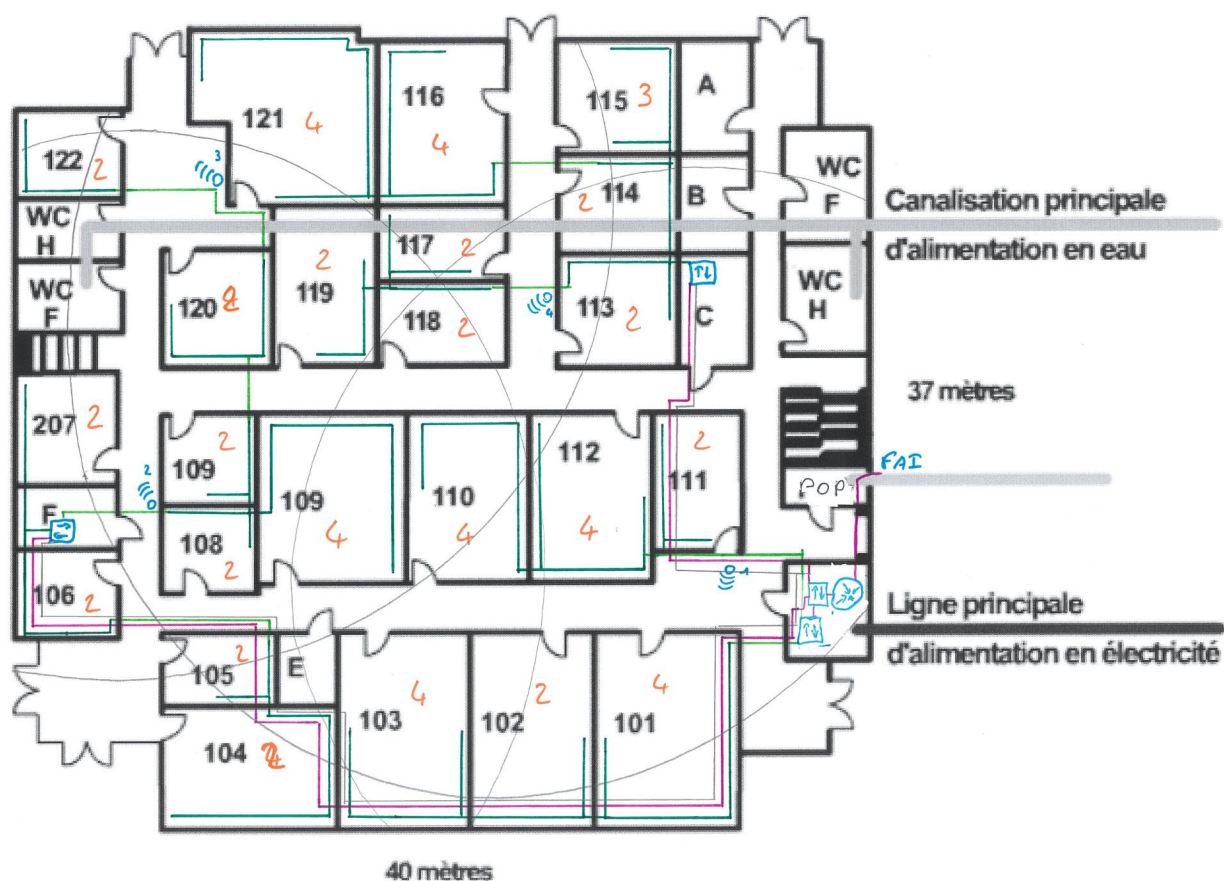 121
4
116
4
115 3
A
122
2
3
WC
H
114
2
B
WC
F
Canalisation principale
d'alimentation en eau
WC
F
120
119
2
117
2
118
2
4
113
2
C
WC
H
37 mètres
207
2
109
2
109
4
110
4
112
4
111
2
POP
FAI
2
F
108
2
1
106
2
105
2
E
103
4
102
2
101
4
104
Ligne principale
d'alimentation en électricité
40 mètres